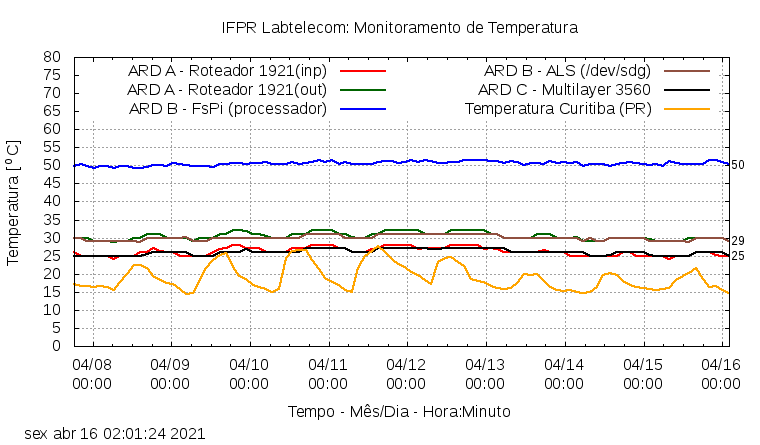 IFPR Labtelecom: Monitoramento de Temperatura
Temperatura [ºC]
80
75
70
65
60
55
50
45
40
35
30
25
20
15
10
5
0
ARD A - Roteador 1921(inp)
ARD A - Roteador 1921(out)
ARD B - FsPi (processador)
ARD B - ALS (/dev/sdg)
ARD C - Multilayer 3560
Temperatura Curitiba (PR)
50
29
25
04/08 04/09 04/10 04/11 04/12 04/13 04/14 04/15 04/16
00:00 00:00 00:00 00:00 00:00 00:00 00:00 00:00 00:00
Tempo - Mês/Dia - Hora:Minuto
sex abr 16 02:01:24 2021